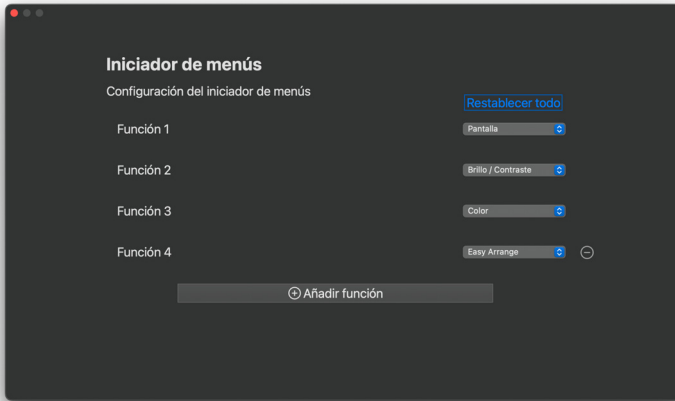 Iniciador de menús
Configuración del iniciador de menús
Restablecer todo
Función 1 Pantalla
Función 2 Brillo / Contraste
Función 3 Color
Función 4 Easy Arrange
Añadir función